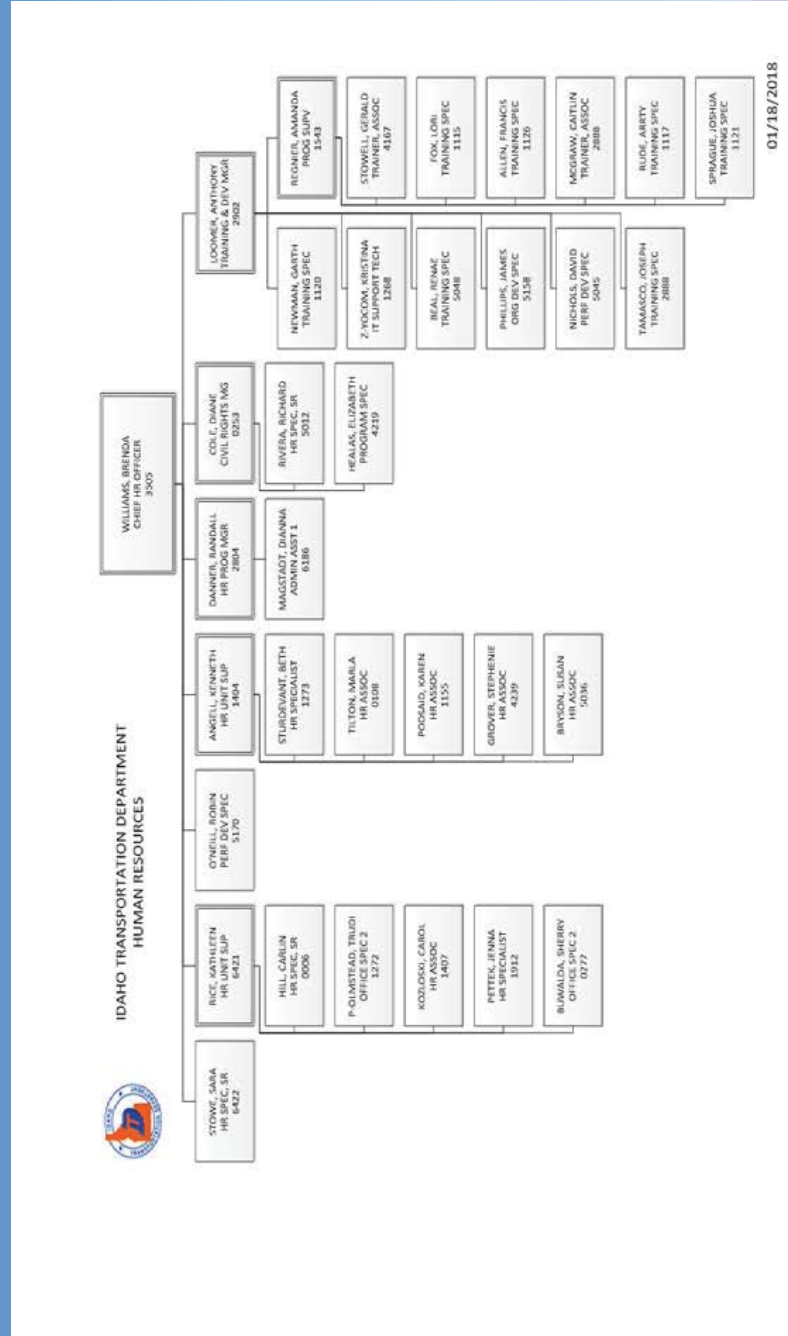 IDAHO TRANSPORTATION DEPARTMENT
HUMAN RESOURCES
IDAHO
WILLIAMS, BRENDA
CHIEF HR OFFICER
3505
STOWE, SARA
HR SPEC, SR
6422
RICE, KATHLEEN
HR UNIT SUP
6421
HILL, CARLIN
HR SPEC, SR
0006
P-OLMSTEAD, TRUDI
OFFICE SPEC 2
1272
KOZLOSKI, CAROL
HR ASSOC
1407
PETTEK, JENNA
HR SPECIALIST
1912
BUWALDA, SHERRY
OFFICE SPEC 2
0277
O'NEILL, ROBIN
PERF DEV SPEC
5170
ANGELL, KENNETH
HR UNIT SUP
1404
STURDEVANT, BETH
HR SPECIALIST
1273
TILTON, MARLA
HR ASSOC
0108
PODSAID, KAREN
HR ASSOC
1155
GROVER, STEPHENIE
HR ASSOC
4239
BRYSON, SUSAN
HR ASSOC
5036
DANNER, RANDALL
HR PROG MGR
2804
MAGSTADT, DIANNA
ADMIN ASST 1
6186
COLE, DIANE
CIVIL RIGHTS MG
0253
RIVERA, RICHARD
HR SPEC, SR
5012
HEALAS, ELIZABETH
PROGRAM SPEC
4219
LOOMER, ANTHONY
TRAINING & DEV MGR
2902
NEWMAN, GARTH
TRAINING SPEC
1120
Z-YOCOM, KRISTINA
IT SUPPORT TECH
1268
BEAL, RENAE
TRAINING SPEC
5048
PHILLIPS, JAMES
ORG DEV SPEC
5158
NICHOLS, DAVID
PERF DEV SPEC
5045
TAMASCO, JOSEPH
TRAINING SPEC
2888
REGNIER, AMANDA
PROG SUPV
1543
STOWELL, GERALD
TRAINER, ASSOC
4167
FOX, LORI
TRAINING SPEC
1115
ALLEN, FRANCIS
TRAINING SPEC
1126
MCGRAW, CAITLIN
TRAINER, ASSOC
2886
RUDE, ARRTY
TRAINING SPEC
1117
SPRAGUE, JOSHUA
TRAINING SPEC
1121
01/18/2018